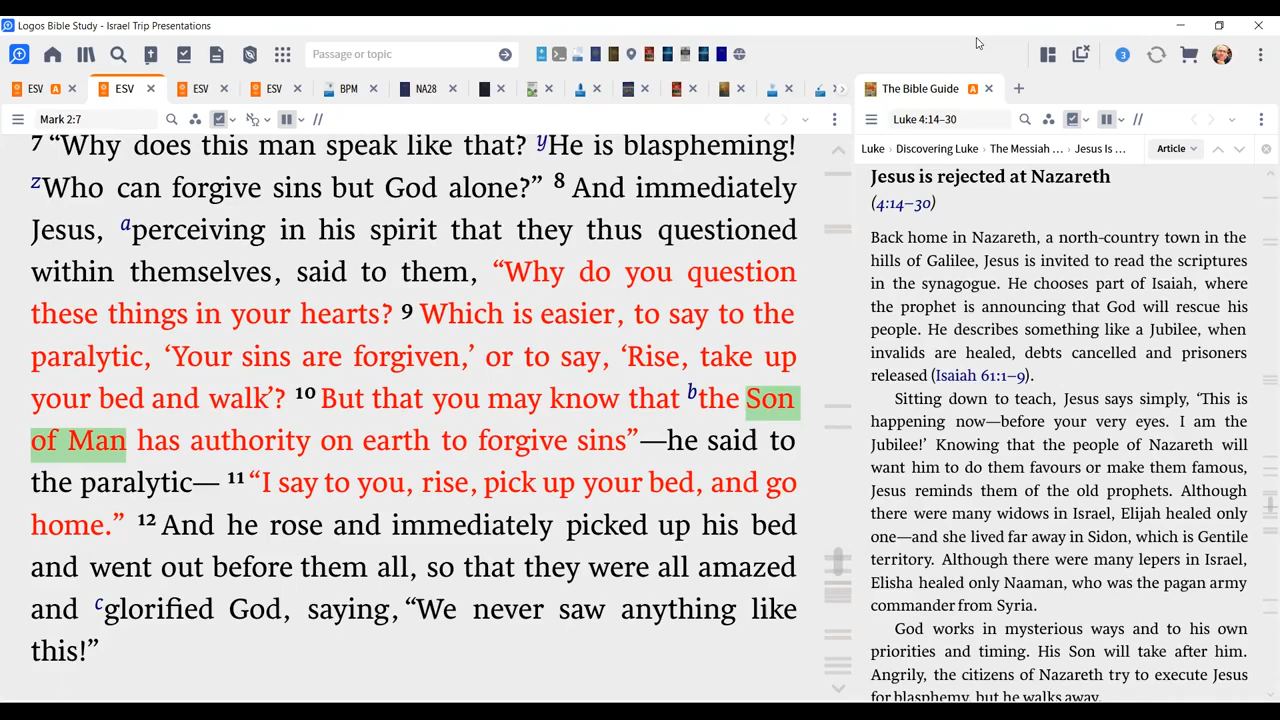 Logos Bible Study - Israel Trip Presentations
Passage or topic
3
ESV A
ESV
ESV
ESV
BPM
NA28
The Bible Guide A
Mark 2:7
Luke 4:14–30
Luke › Discovering Luke › The Messiah ... › Jesus Is ...
Article
7 “Why does this man speak like that? yHe is blaspheming!
zWho can forgive sins but God alone?” 8 And immediately
Jesus, aperceiving in his spirit that they thus questioned
within themselves, said to them, “Why do you question
these things in your hearts? 9 Which is easier, to say to the
paralytic, ‘Your sins are forgiven,’ or to say, ‘Rise, take up
your bed and walk’? 10 But that you may know that bthe Son
of Man has authority on earth to forgive sins”—he said to
the paralytic— 11 “I say to you, rise, pick up your bed, and go
home.” 12 And he rose and immediately picked up his bed
and went out before them all, so that they were all amazed
and cglorified God, saying, “We never saw anything like
this!”
Jesus is rejected at Nazareth
(4:14–30)
Back home in Nazareth, a north-country town in the
hills of Galilee, Jesus is invited to read the scriptures
in the synagogue. He chooses part of Isaiah, where
the prophet is announcing that God will rescue his
people. He describes something like a Jubilee, when
invalids are healed, debts cancelled and prisoners
released (Isaiah 61:1–9).
Sitting down to teach, Jesus says simply, ‘This is
happening now—before your very eyes. I am the
Jubilee!’ Knowing that the people of Nazareth will
want him to do them favours or make them famous,
Jesus reminds them of the old prophets. Although
there were many widows in Israel, Elijah healed only
one—and she lived far away in Sidon, which is Gentile
territory. Although there were many lepers in Israel,
Elisha healed only Naaman, who was the pagan army
commander from Syria.
God works in mysterious ways and to his own
priorities and timing. His Son will take after him.
Angrily, the citizens of Nazareth try to execute Jesus
for blasphemy, but he walks away.